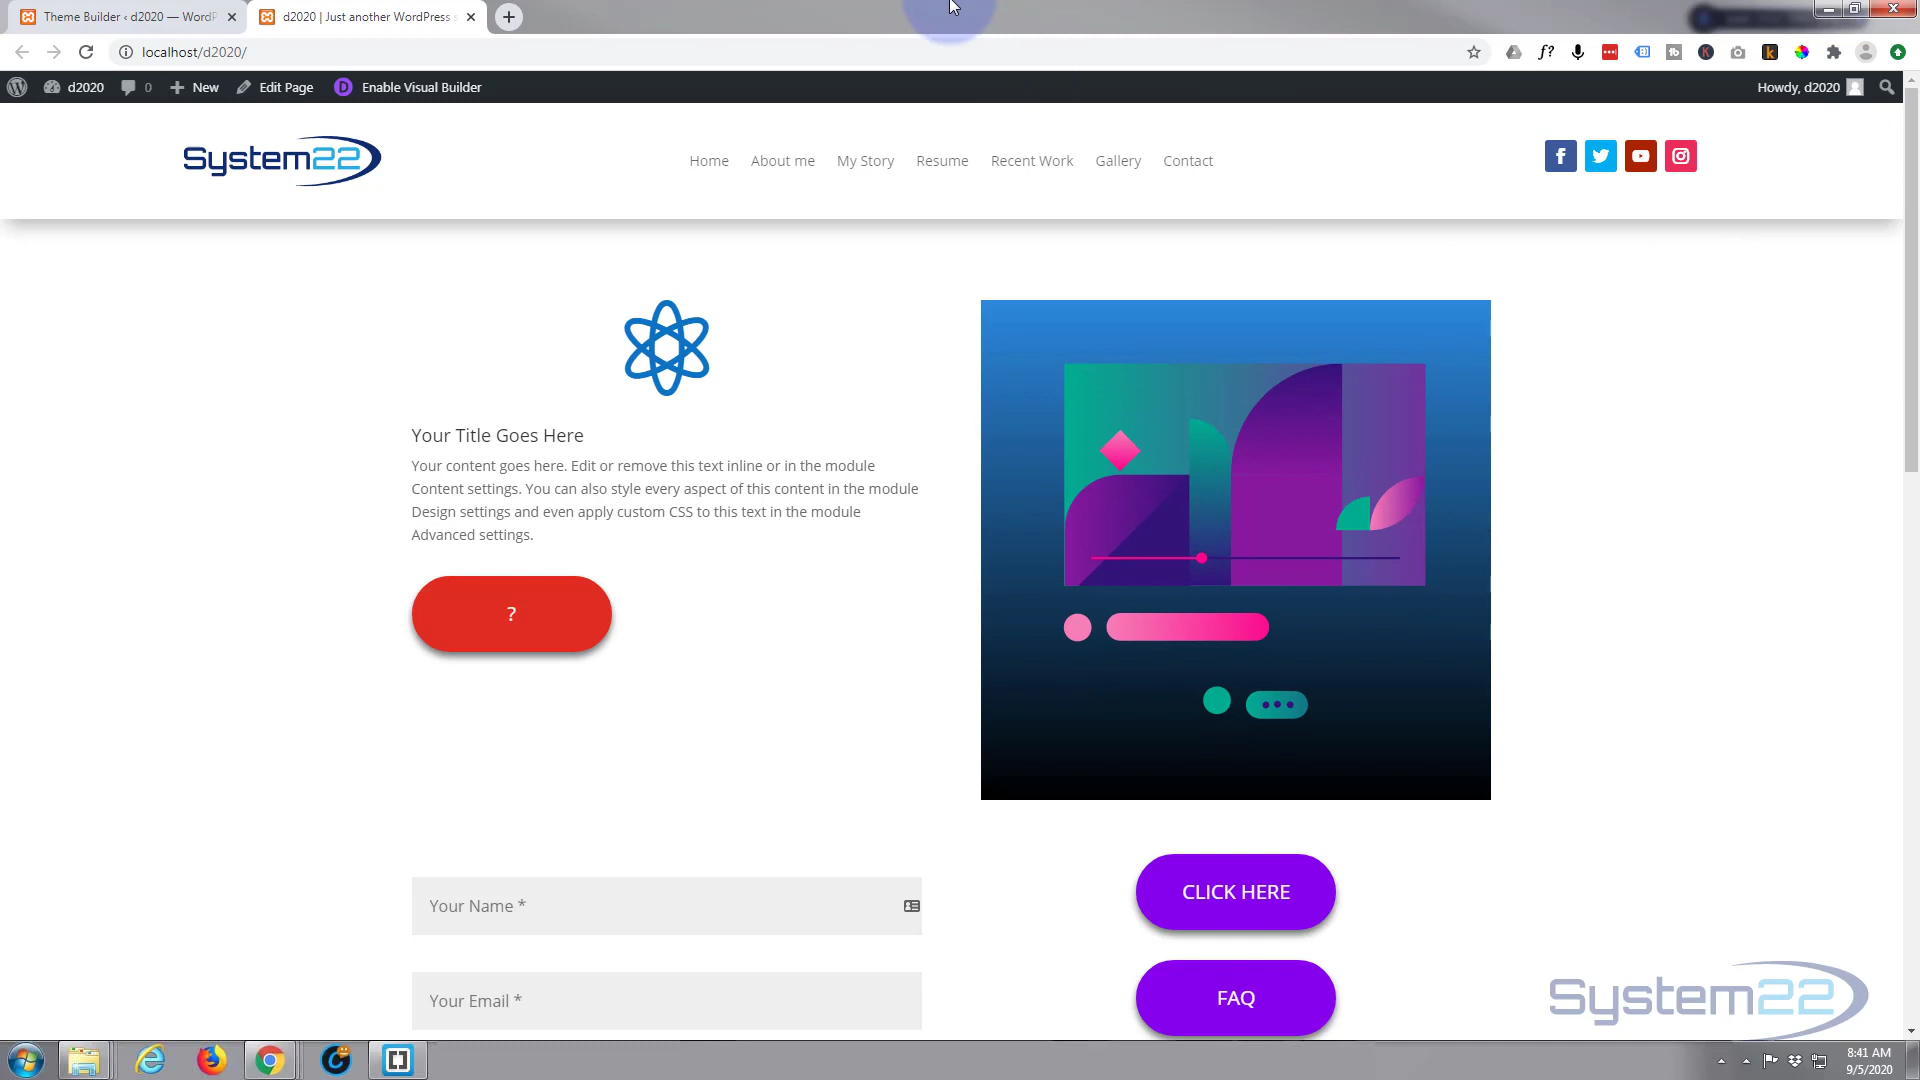 Theme Builder ‹ d2020 — WordP
d2020 | Just another WordPress s
localhost/d2020/
d2020
0
New
Edit Page
Enable Visual Builder
Howdy, d2020
System22
Home
About me
My Story
Resume
Recent Work
Gallery
Contact
Your Title Goes Here
Your content goes here. Edit or remove this text inline or in the module
Content settings. You can also style every aspect of this content in the module
Design settings and even apply custom CSS to this text in the module
Advanced settings.
?
Your Name *
Your Email *
CLICK HERE
FAQ
System22
8:41 AM
9/5/2020